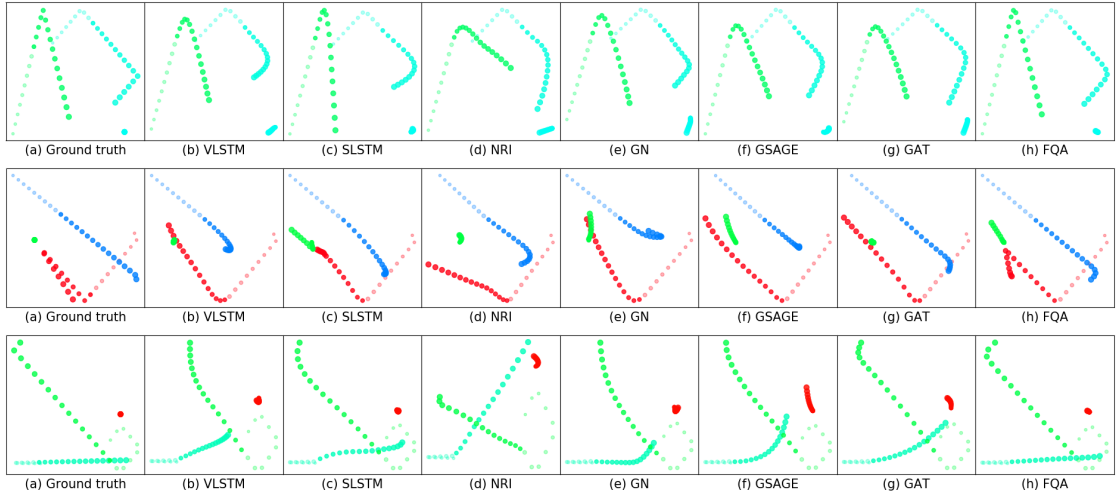 (a) Ground truth (b) VLSTM (c) SLSTM (d) NRI (e) GN (f) GSAGE (g) GAT (h) FQA
(a) Ground truth (b) VLSTM (c) SLSTM (d) NRI (e) GN (f) GSAGE (g) GAT (h) FQA
(a) Ground truth (b) VLSTM (c) SLSTM (d) NRI (e) GN (f) GSAGE (g) GAT (h) FQA